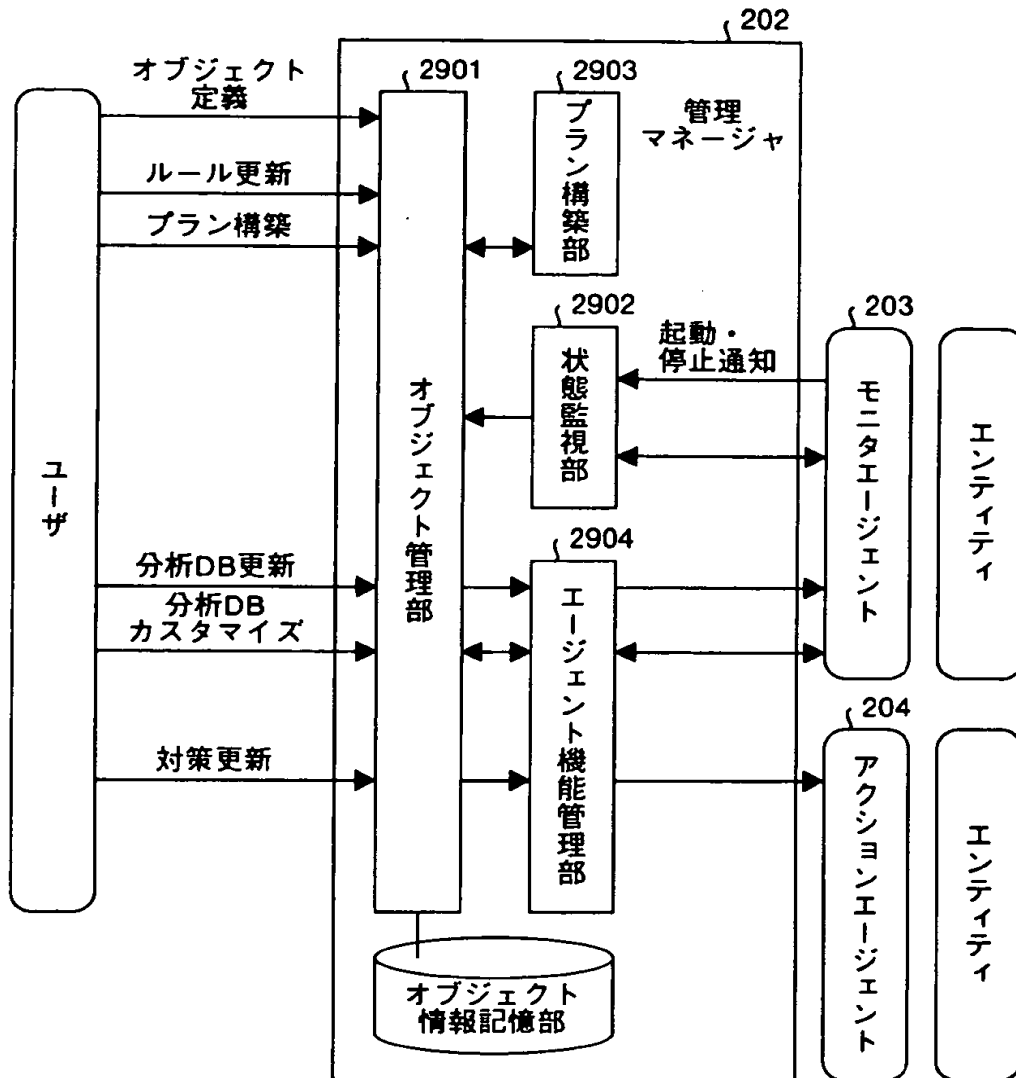 202
オブジェクト
定義
2901
2903
管理
マネージャ
プラン構築部
ルール更新
プラン構築
2902
起動・
停止通知
203
状態監視部
モニタエージェント
エンティティ
オブジェクト管理部
ユーザ
2904
分析DB更新
分析DB
カスタマイズ
エージェント機能管理部
対策更新
204
アクションエージェント
エンティティ
オブジェクト
情報記憶部